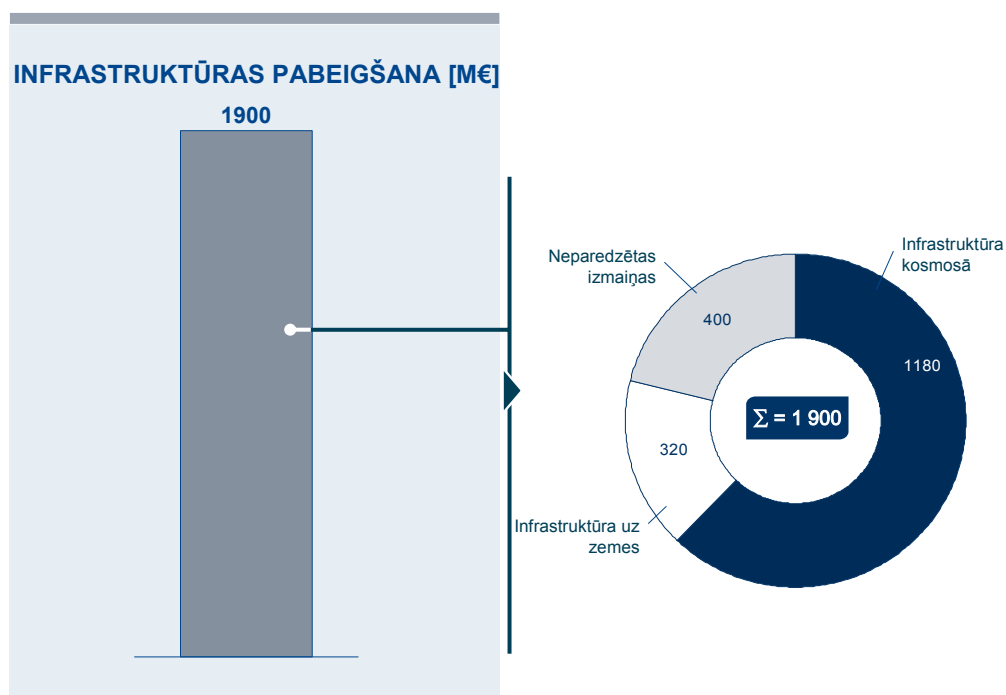 INFRASTRUKTŪRAS PABEIGŠANA [M€]
1900
Neparedzētas
izmaiņas
Infrastruktūra
kosmosā
400
1180
Σ = 1 900
320
Infrastruktūra uz
zemes